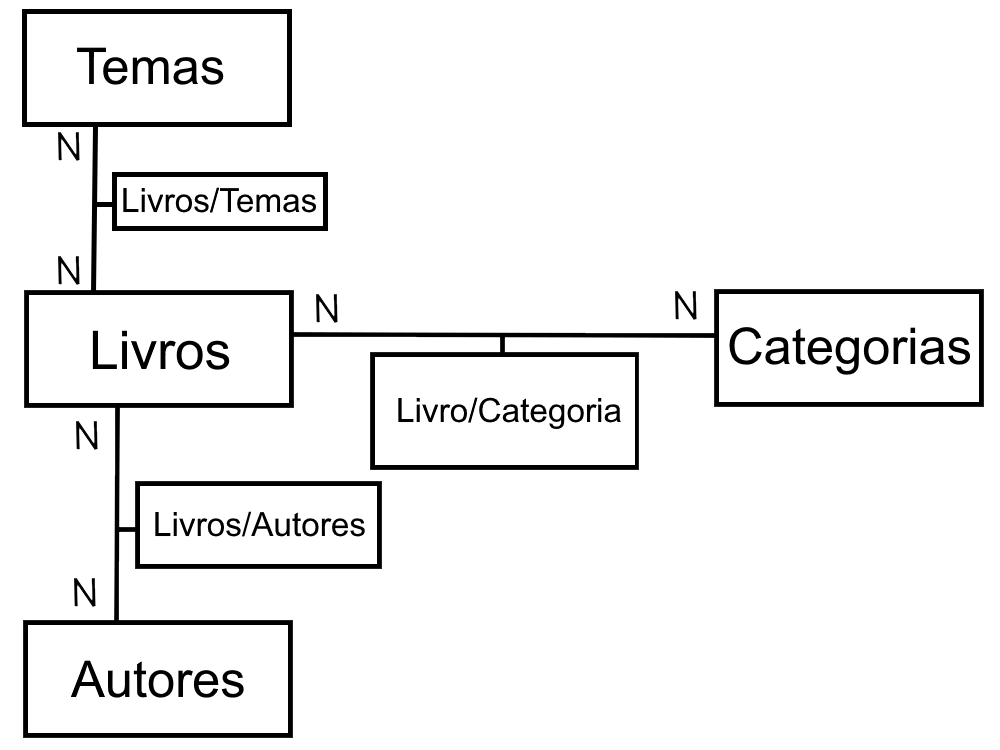 Temas
N
Livros/Temas
N
Livros
N
N
Categorias
Livro/Categoria
N
Livros/Autores
N
Autores